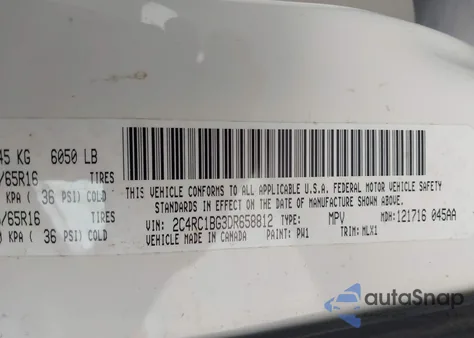 45 KG 6050 LB
/65R16 TIRES
KPA ( 36 PSI) COLD
/65R16 TIRES
0 KPA ( 36 PSI) COLD
THIS VEHICLE CONFORMS TO ALL APPLICABLE U.S.A. FEDERAL MOTOR VEHICLE SAFETY
STANDARDS IN EFFECT ON THE DATE OF MANUFACTURE SHOWN ABOVE.
VIN: 2C4RC1BG3DR658812 TYPE: MPV MDH: 121716 045AA
VEHICLE MADE IN CANADA PAINT: PW1 TRIM: MLX1
autoSnap